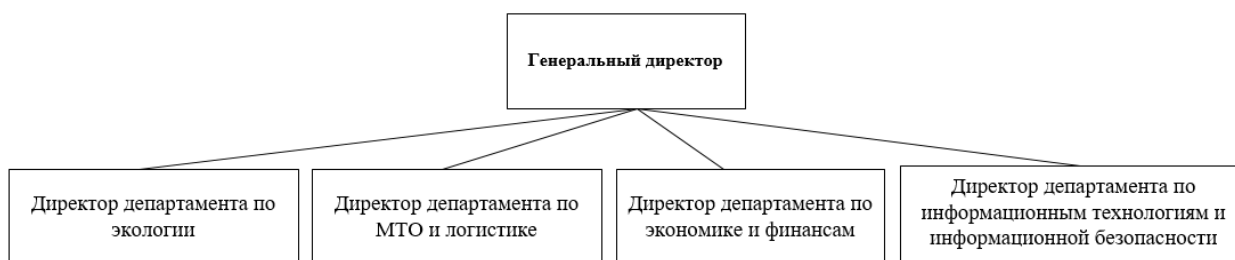 Генеральный директор
Директор департамента по
экологии
Директор департамента по
МТО и логистике
Директор департамента по
экономике и финансам
Директор департамента по
информационным технологиям и
информационной безопасности